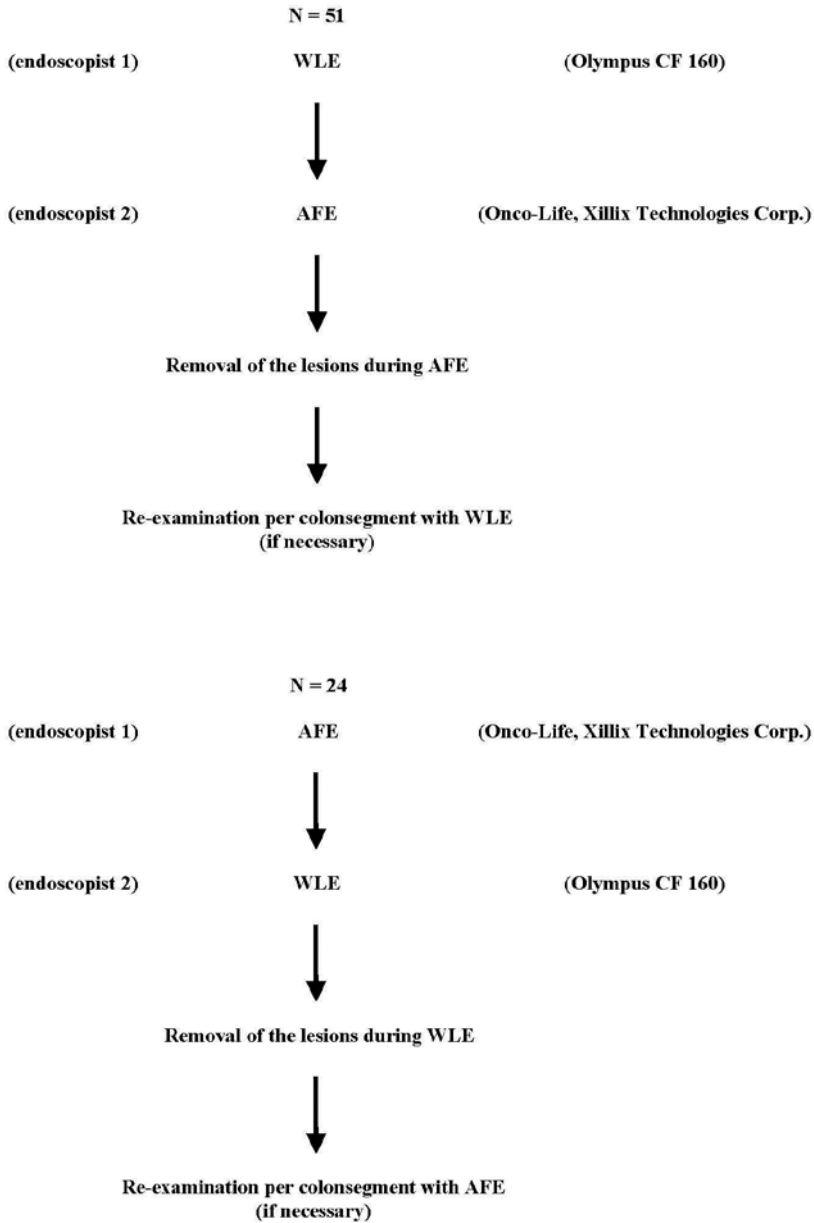 N = 51
(endoscopist 1) WLE (Olympus CF 160)
(endoscopist 2) AFE (Onco-Life, Xillix Technologies Corp.)
Removal of the lesions during AFE
Re-examination per colonsegment with WLE
(if necessary)
N = 24
(endoscopist 1) AFE (Onco-Life, Xillix Technologies Corp.)
(endoscopist 2) WLE (Olympus CF 160)
Removal of the lesions during WLE
Re-examination per colonsegment with AFE
(if necessary)